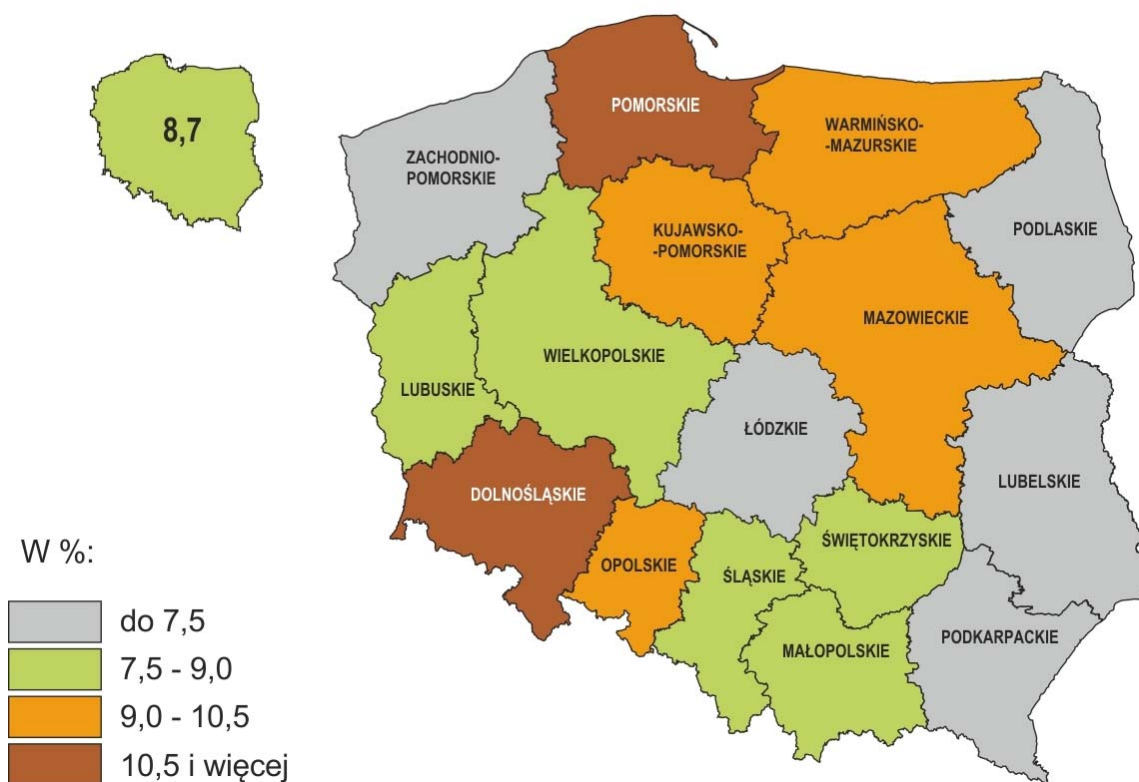 8,7
POMORSKIE
WARMIŃSKO-
-MAZURSKIE
ZACHODNIO-
POMORSKIE
KUJAWSKO-
-POMORSKIE
PODLASKIE
MAZOWIECKIE
WIELKOPOLSKIE
LUBUSKIE
ŁÓDZKIE
LUBELSKIE
DOLNOŚLĄSKIE
ŚWIĘTOKRZYSKIE
OPOLSKIE
ŚLĄSKIE
PODKARPACKIE
MAŁOPOLSKIE
W %:
do 7,5
7,5 - 9,0
9,0 - 10,5
10,5 i więcej